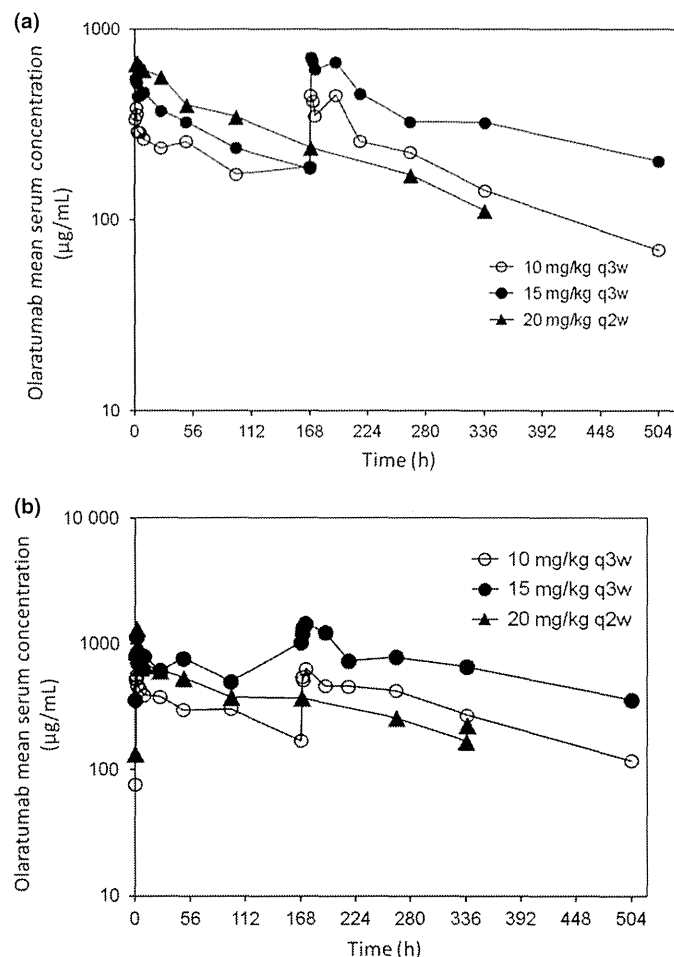 (a)
1000
100
10
Olaratumab mean serum concentration
(µg/mL)
10 mg/kg q3w
15 mg/kg q3w
20 mg/kg q2w
0 56 112 168 224 280 336 392 448 504
Time (h)
(b)
10 000
1000
100
10
Olaratumab mean serum concentration
(µg/mL)
10 mg/kg q3w
15 mg/kg q3w
20 mg/kg q2w
0 56 112 168 224 280 336 392 448 504
Time (h)